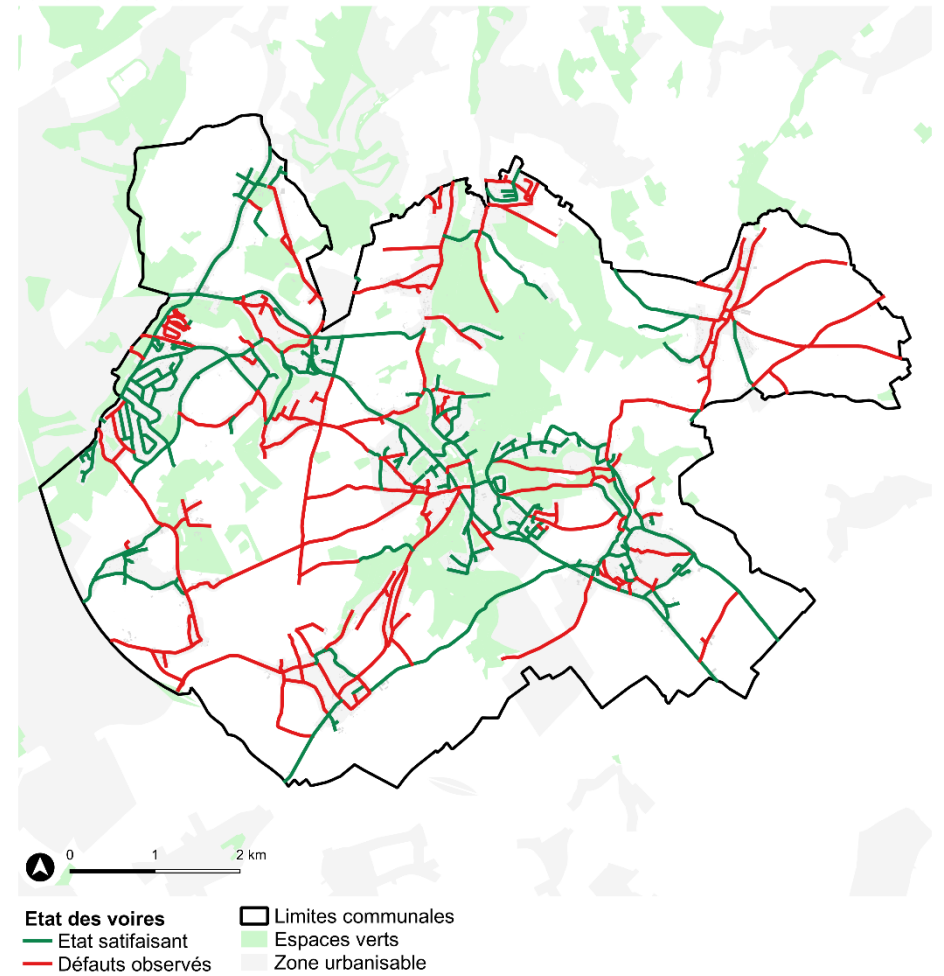 0 1 2 km
Etat des voires
Etat satifaisant
Défauts observés
Limites communales
Espaces verts
Zone urbanisable